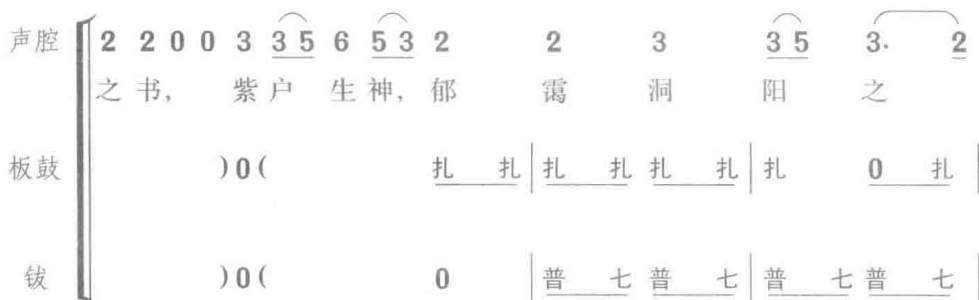 声腔 2 2 0 0 3 3 5 6 5 3 2 2 3 3 5 3. 2
之 书， 紫 户 生 神， 郁 霭 洞 阳 之
板鼓 )0( 扎 扎 | 扎 扎 扎 扎 | 扎 0 扎 |
钹 )0( 0 | 普 七 普 七 | 普 七 普 七 |